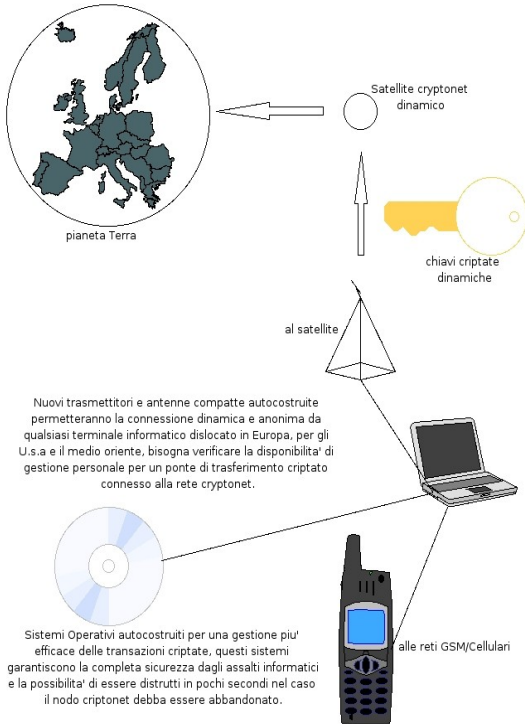 Satellite cryptonet
dinamico
pianeta Terra
chiavi criptate
dinamiche
al satellite
Nuovi trasmettitori e antenne compatte autocostruite
permetteranno la connessione dinamica e anonima da
qualsiasi terminale informatico dislocato in Europa, per gli
U.s.a e il medio oriente, bisogna verificare la disponibilita' di
gestione personale per un ponte di trasferimento criptato
connesso alla rete cryptonet.
Sistemi Operativi autocostruiti per una gestione piu'
efficace delle transazioni criptate, questi sistemi
garantiscono la completa sicurezza dagli assalti informatici
e la possibilita' di essere distrutti in pochi secondi nel caso
il nodo criptonet debba essere abbandonato.
alle reti GSM/Cellulari